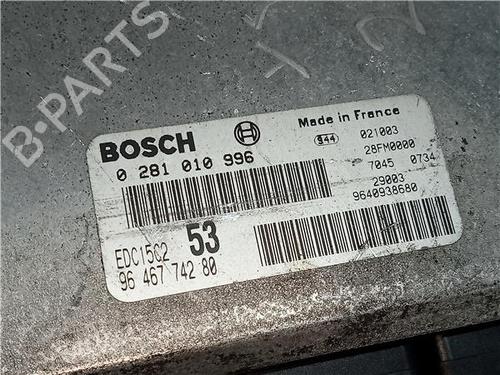 B-PARTS
BOSCH
Made in France
0 281 010 996
S44 021003
28FM0000
7045 0734
29003
9640938680
EDC15C2 53
96 467 742 80